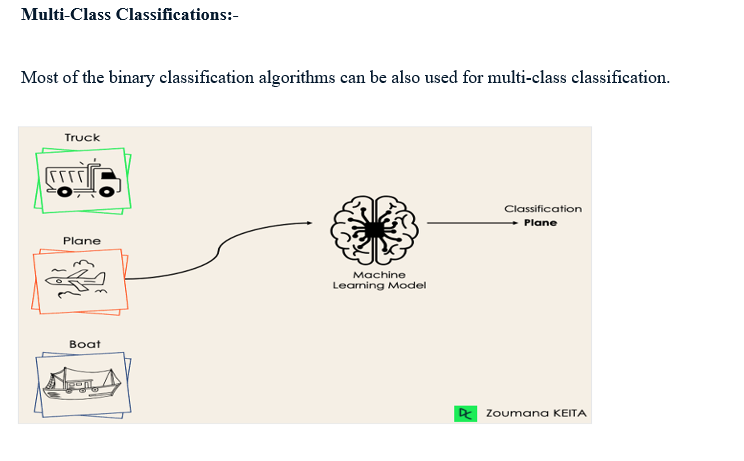 Multi-Class Classifications:-
Most of the binary classification algorithms can be also used for multi-class classification.
Truck
Plane
Boat
Machine
Learning Model
Classification
Plane
DC Zoumana KEITA